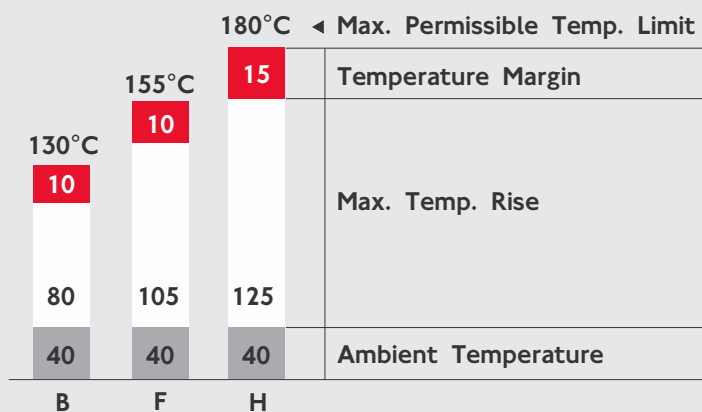 180°C ◄ Max. Permissible Temp. Limit
15 Temperature Margin
155°C
10
130°C
10
Max. Temp. Rise
80 105 125
40 40 40 Ambient Temperature
B F H